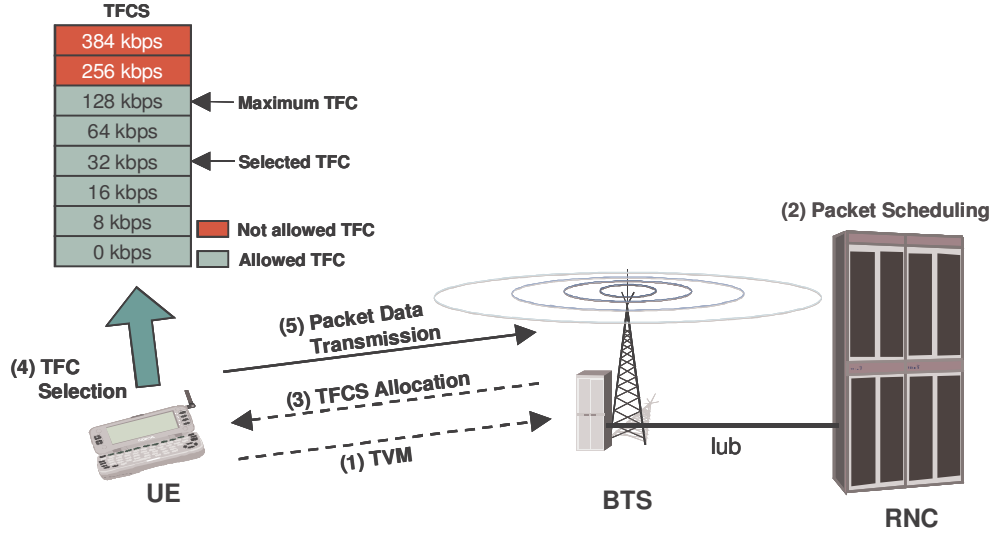 TFCS
384 kbps
256 kbps
128 kbps
Maximum TFC
64 kbps
32 kbps
Selected TFC
16 kbps
8 kbps
Not allowed TFC
0 kbps
Allowed TFC
(2) Packet Scheduling
(5) Packet Data
Transmission
(4) TFC
Selection
(3) TFCS Allocation
(1) TVM
lub
UE
BTS
RNC